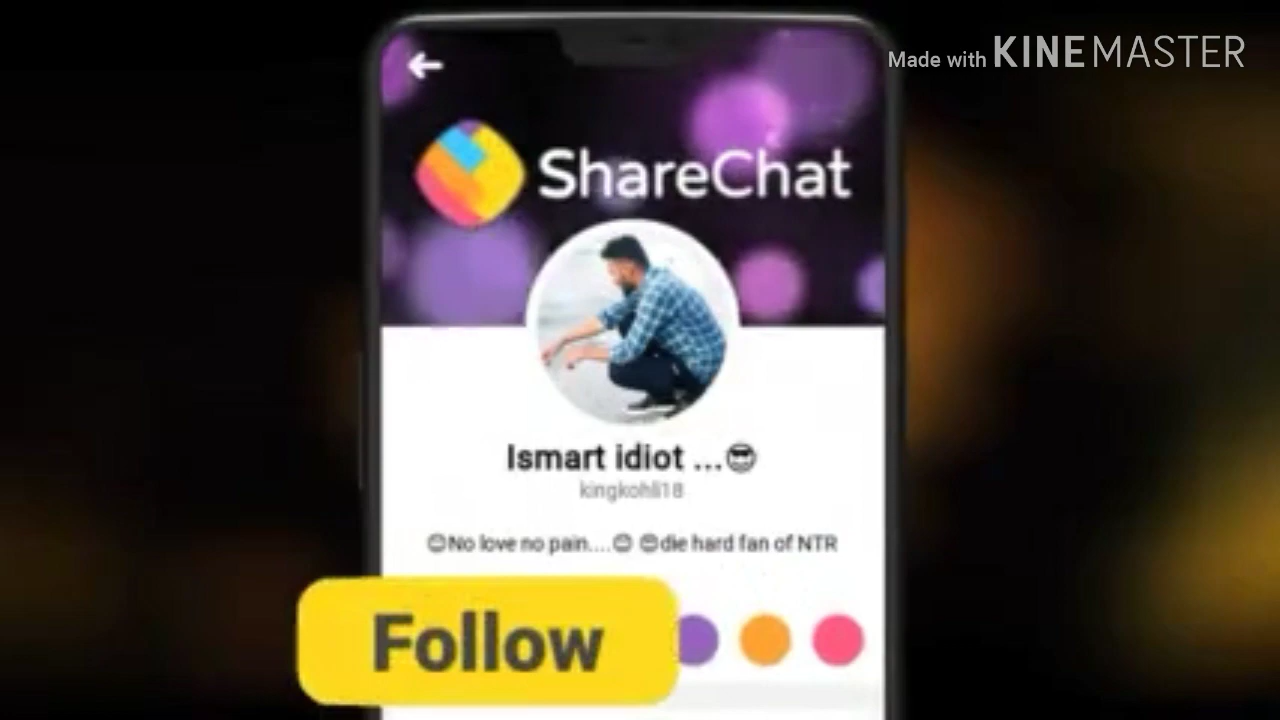 Made with KINEMASTER
ShareChat
Ismart idiot ...😎
kingkohli18
😊No love no pain....😊 😎die hard fan of NTR
Follow